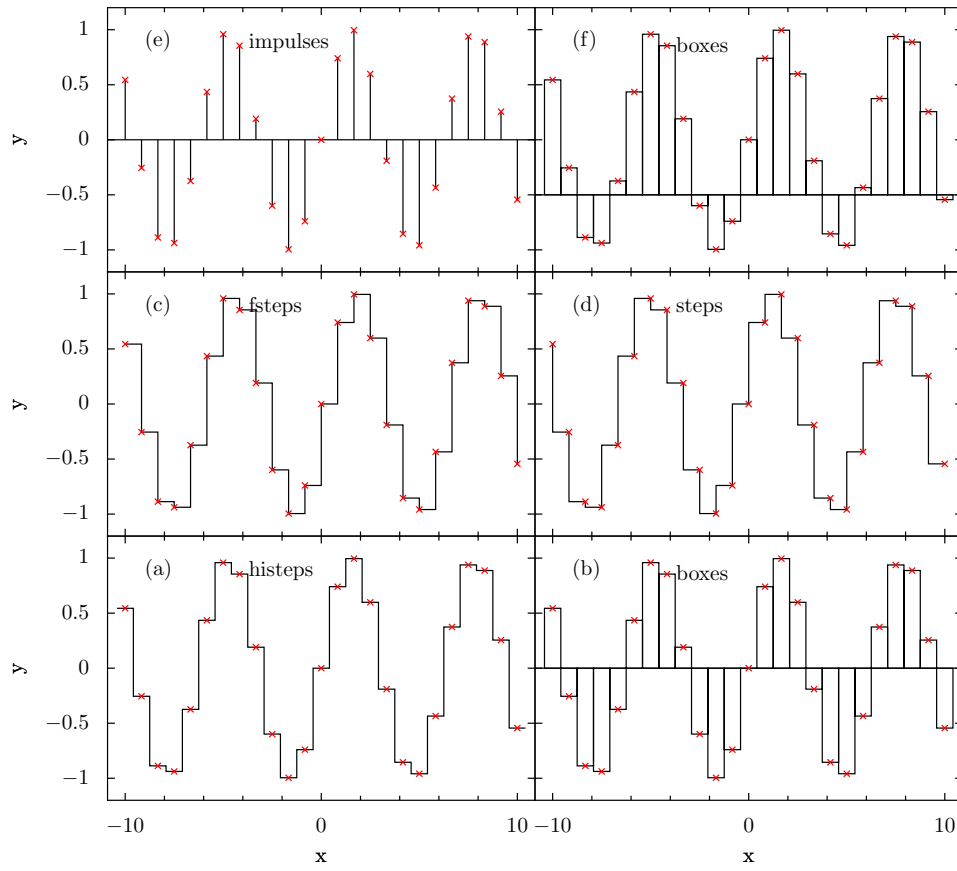 (e) impulses
1
0.5
y
0
−0.5
−1
(f) boxes
(c) fsteps
1
0.5
y
0
−0.5
−1
(d) steps
(a) histeps
1
0.5
y
0
−0.5
−1
(b) boxes
−10 0 10
x
−10 0 10
x